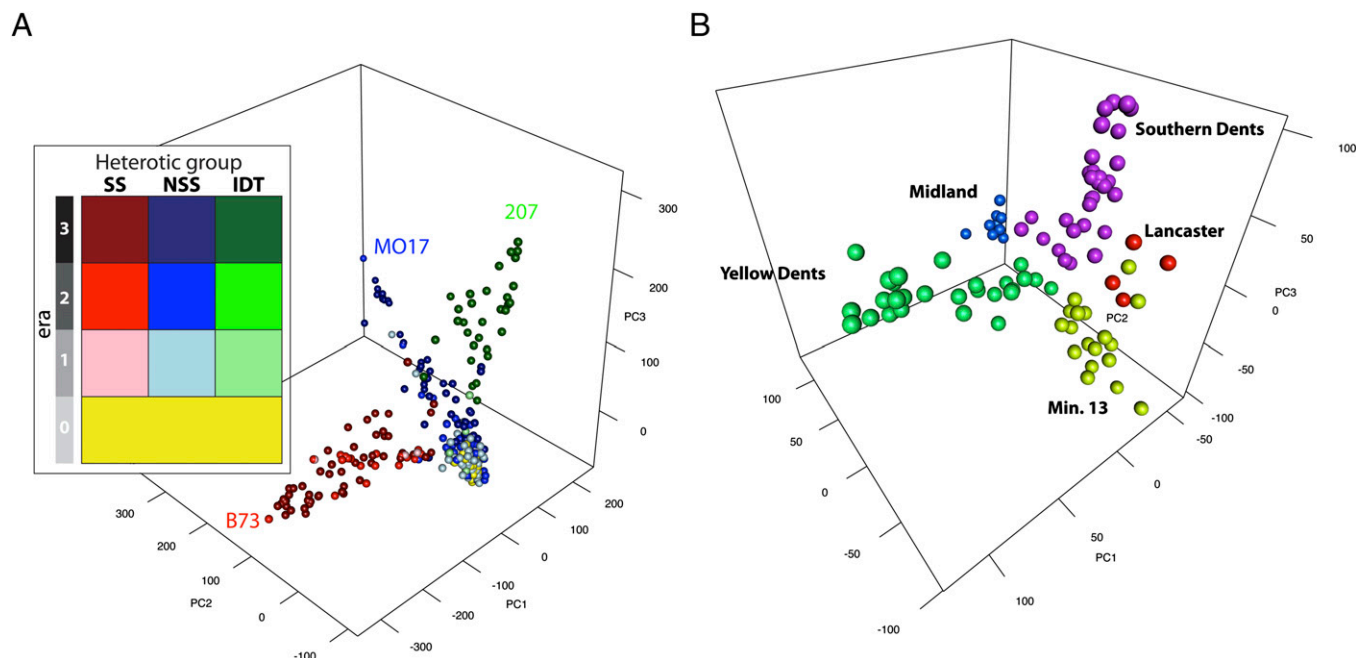 A
Heterotic group
SS NSS IDT
era
3
2
1
0
MO17
207
B73
300
200
100
0
-100
PC2
-300
-200
-100
0
100
200
PC1
300
200
100
0
PC3
B
Southern Dents
Midland
Lancaster
Yellow Dents
Min. 13
100
50
0
-50
-100
PC2
100
50
0
-50
PC1
100
50
0
-50
-100
PC3